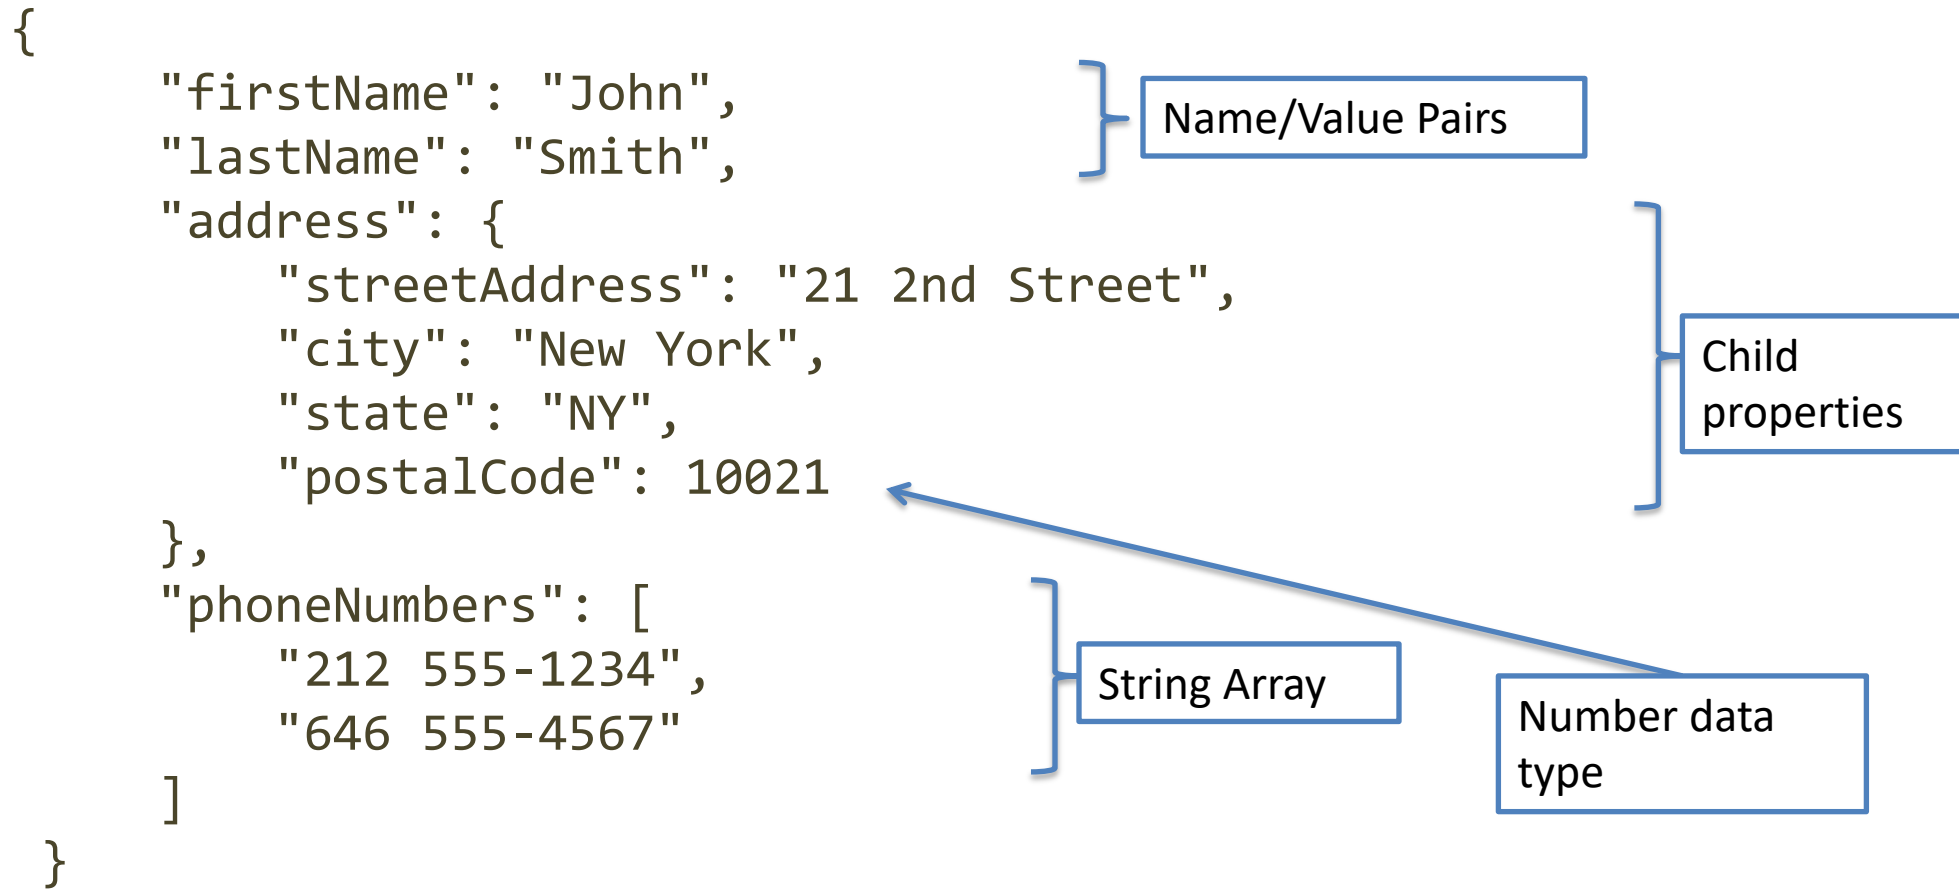 {
"firstName": "John",
"lastName": "Smith",
"address": {
"streetAddress": "21 2nd Street",
"city": "New York",
"state": "NY",
"postalCode": 10021
},
"phoneNumbers": [
"212 555-1234",
"646 555-4567"
]
}
Name/Value Pairs
Child
properties
String Array
Number data
type